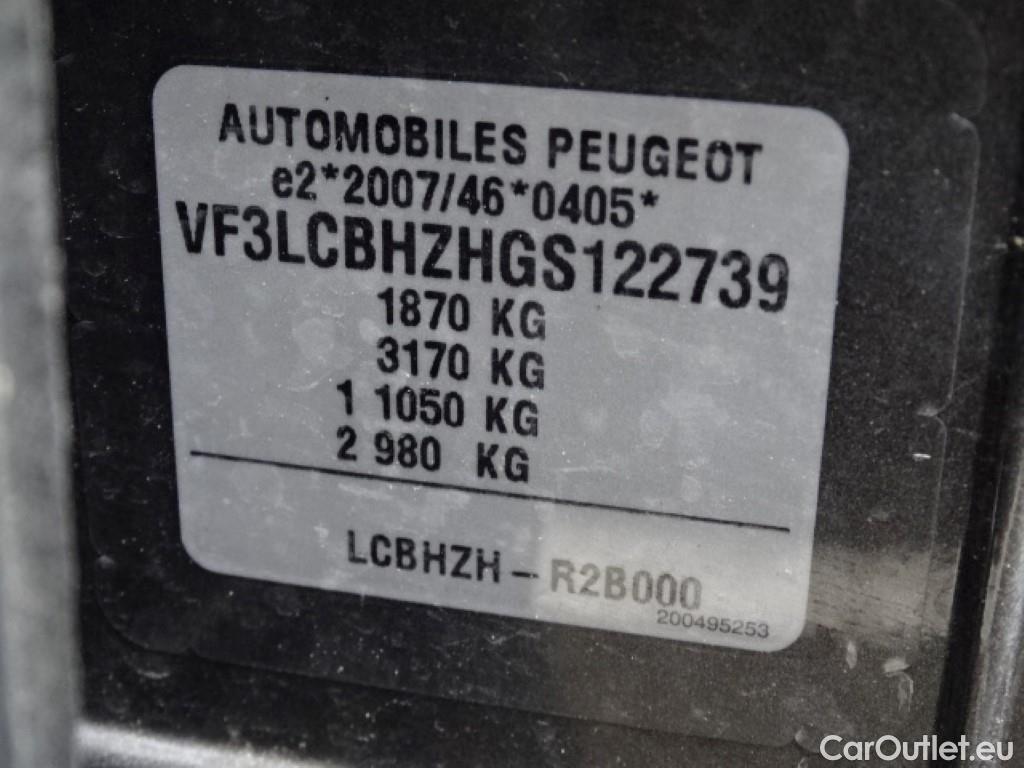 AUTOMOBILES PEUGEOT
e2*2007/46*0405*
VF3LCBHZHGS122739
1870 KG
3170 KG
1 1050 KG
2 980 KG
LCBHZH - R2B000
200495253
CarOutlet.eu